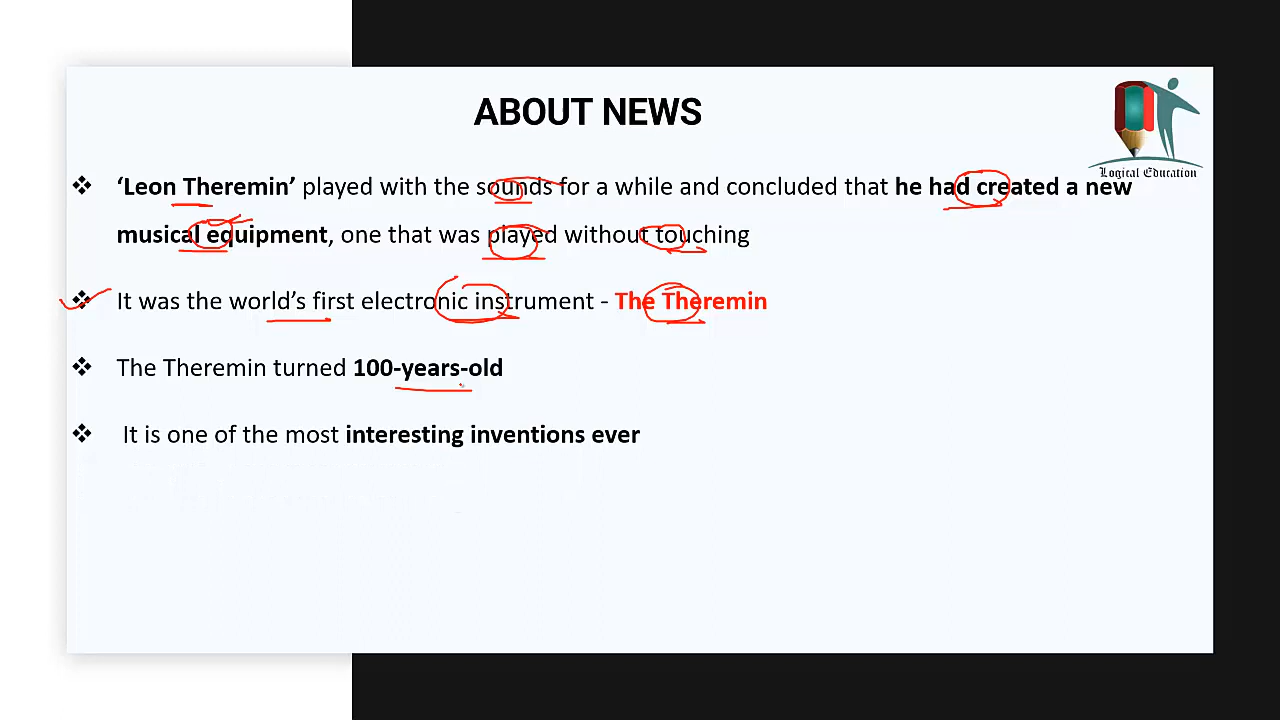 ABOUT NEWS
‘Leon Theremin’ played with the sounds for a while and concluded that he had created a new
musical equipment, one that was played without touching
It was the world’s first electronic instrument - The Theremin
The Theremin turned 100-years-old
It is one of the most interesting inventions ever
Logical Education